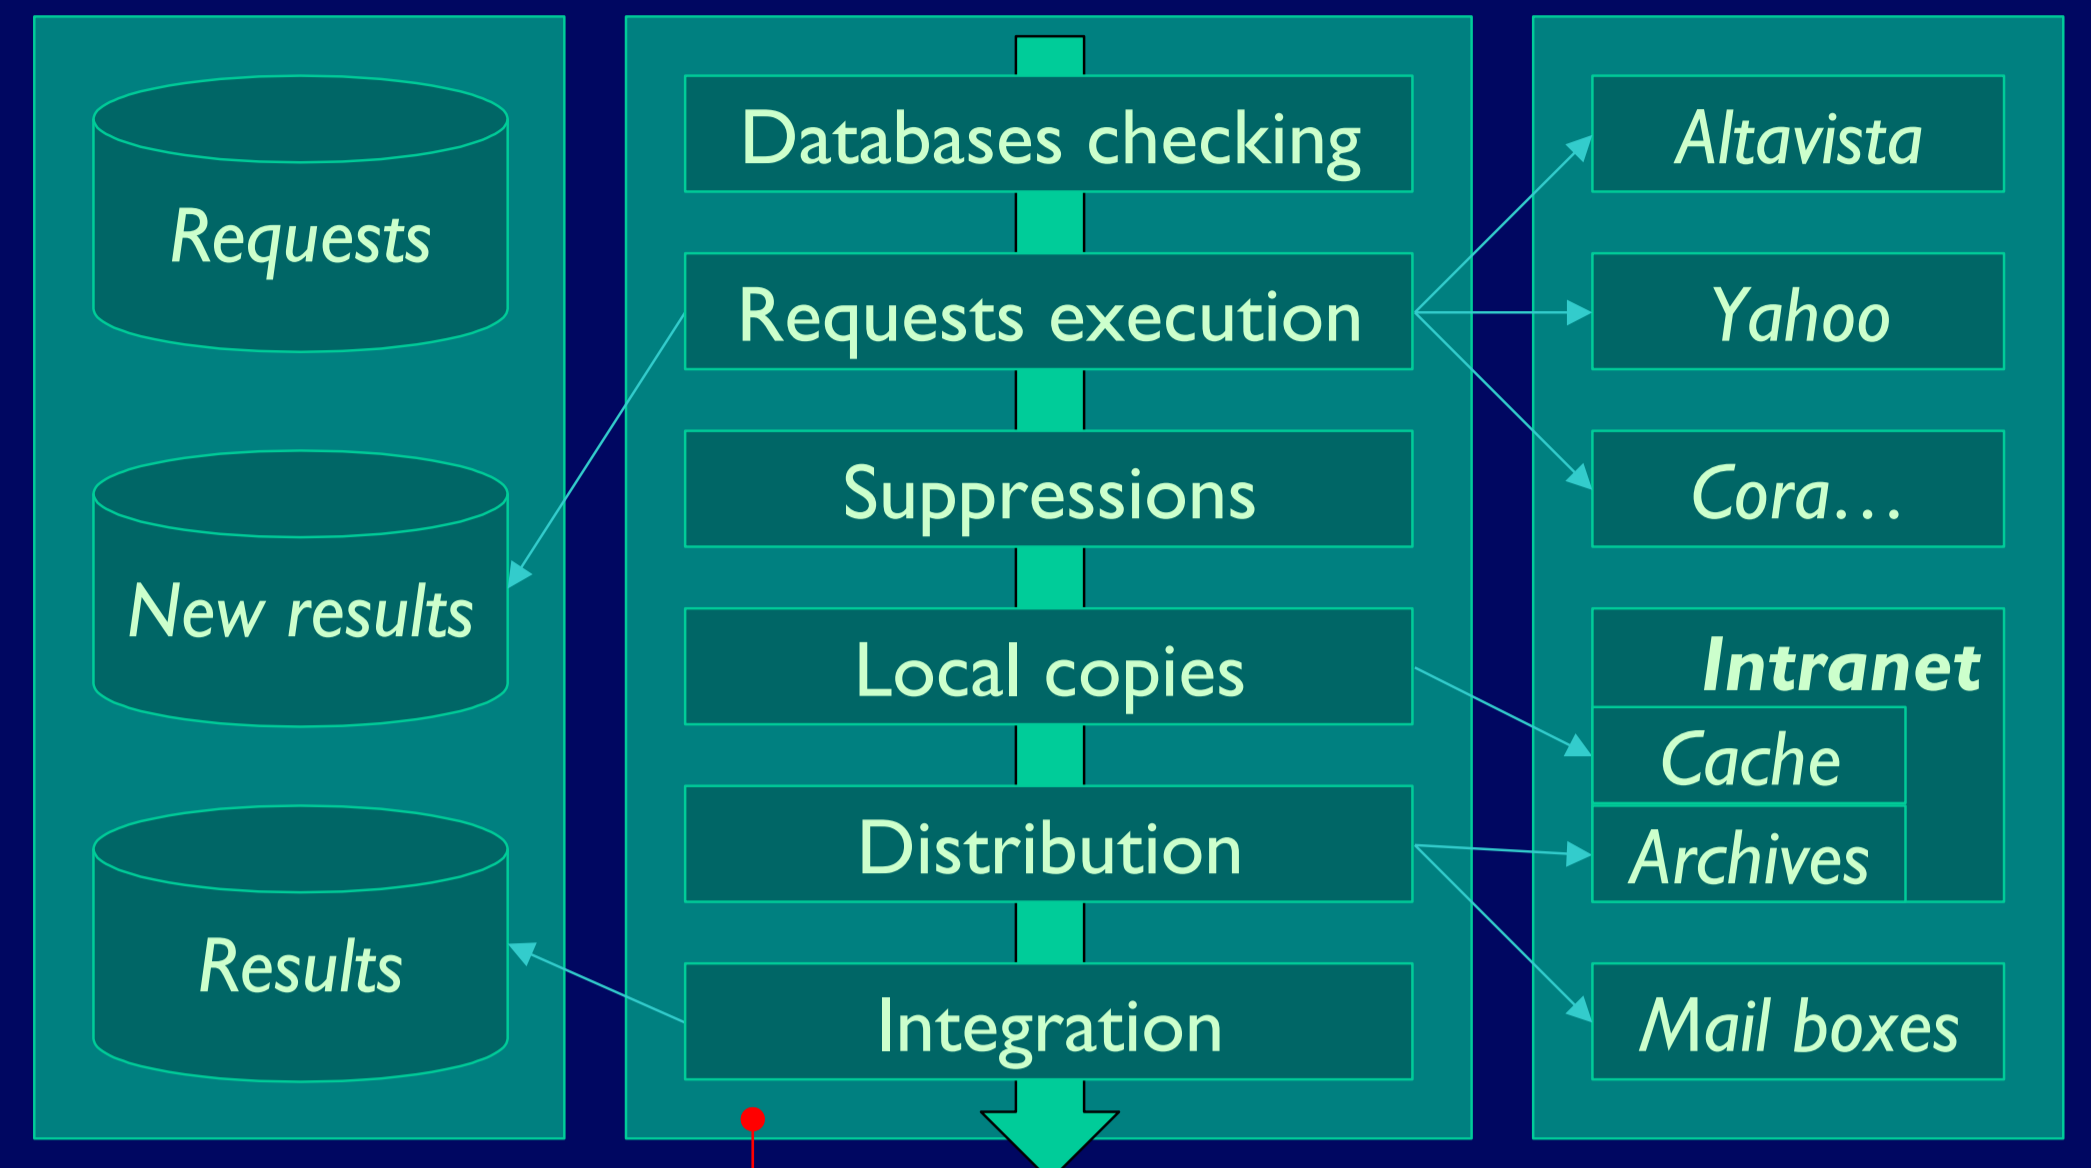 Requests
New results
Results
Databases checking
Requests execution
Suppressions
Local copies
Distribution
Integration
Altavista
Yahoo
Cora…
Intranet
Cache
Archives
Mail boxes